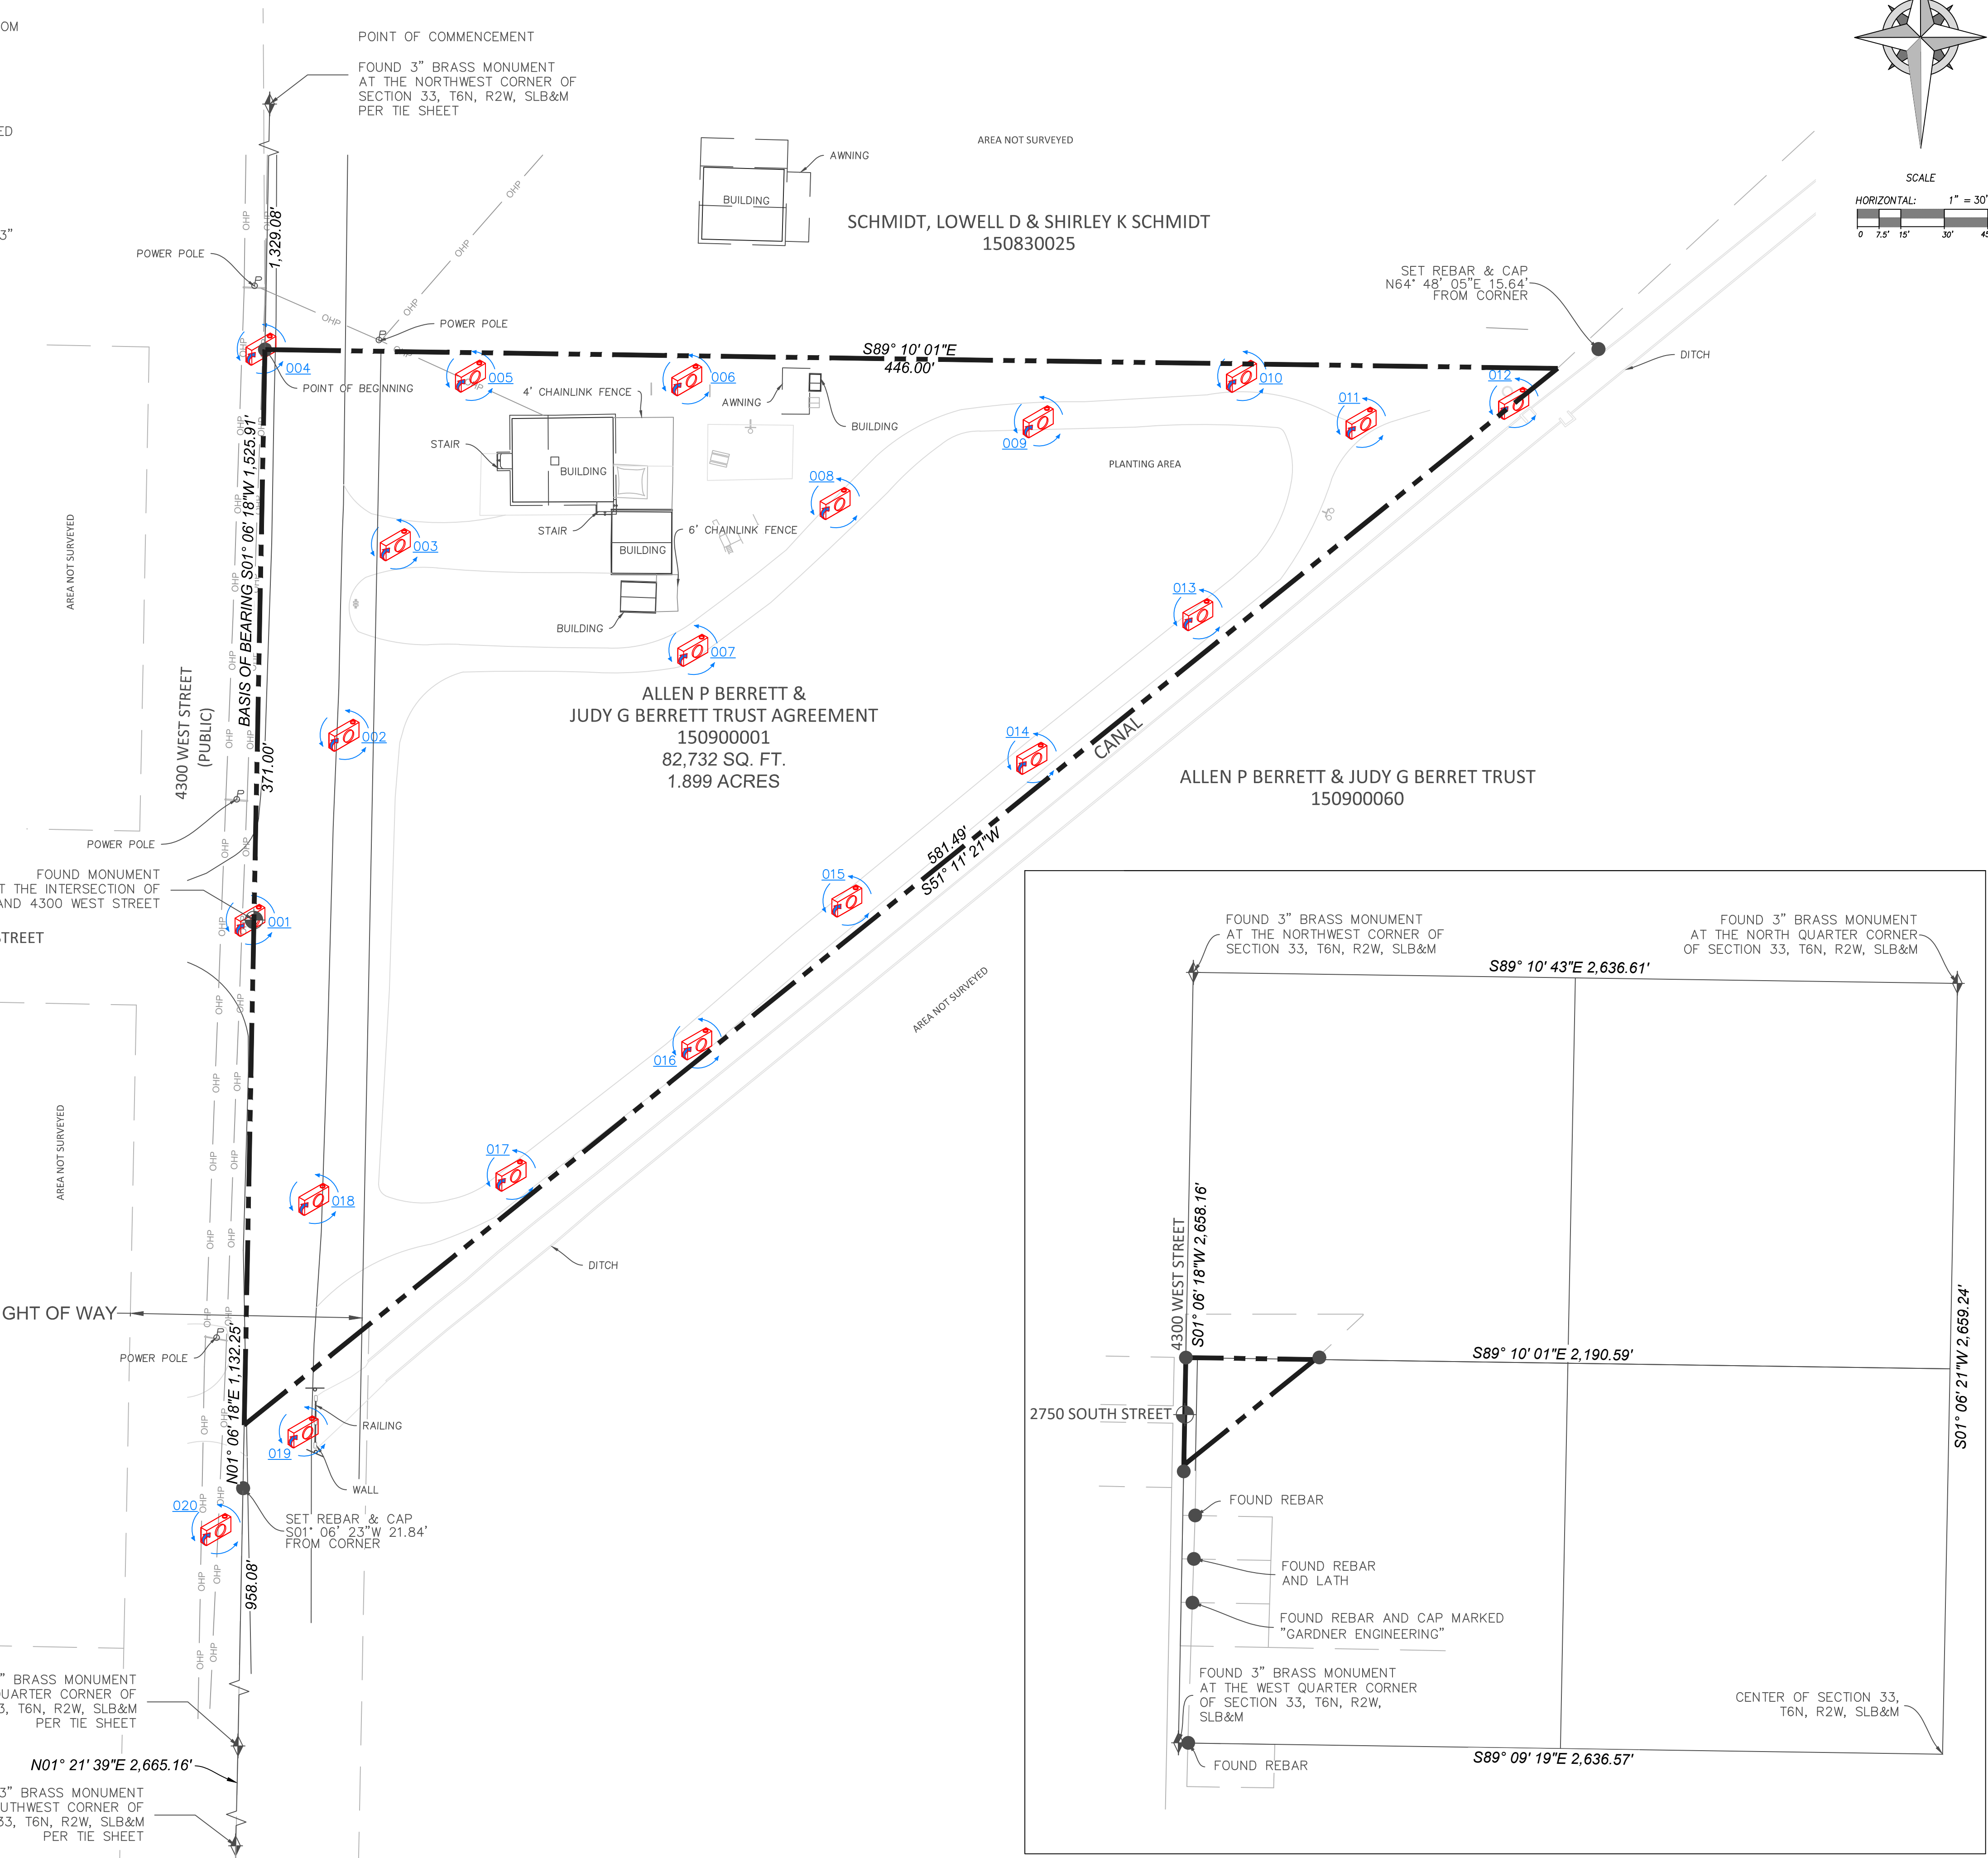 OM
POINT OF COMMENCEMENT
FOUND 3" BRASS MONUMENT
AT THE NORTHWEST CORNER OF
SECTION 33, T6N, R2W, SLB&M
PER TIE SHEET
ED
3"
AREA NOT SURVEYED
AWNING
BUILDING
SCHMIDT, LOWELL D & SHIRLEY K SCHMIDT
150830025
SCALE
HORIZONTAL: 1" = 30'
0 7.5' 15' 30' 45
1,329.08'
OHP
OHP
OHP
OHP
OHP
POWER POLE
POWER POLE
SET REBAR & CAP
N64° 48' 05"E 15.64'
FROM CORNER
DITCH
S89° 10' 01"E
446.00'
004
POINT OF BEGINNING
005
006
010
012
011
009
008
4' CHAINLINK FENCE
AWNING
BUILDING
STAIR
BUILDING
STAIR
6' CHAINLINK FENCE
BUILDING
BUILDING
PLANTING AREA
003
AREA NOT SURVEYED
BASIS OF BEARING S01° 06' 18"W 1,525.91'
013
007
4300 WEST STREET
(PUBLIC)
371.00'
002
ALLEN P BERRETT &
JUDY G BERRETT TRUST AGREEMENT
150900001
82,732 SQ. FT.
1.899 ACRES
014
CANAL
ALLEN P BERRETT & JUDY G BERRET TRUST
150900060
POWER POLE
581.49'
S51° 11' 21"W
FOUND MONUMENT
T THE INTERSECTION OF
AND 4300 WEST STREET
001
STREET
015
AREA NOT SURVEYED
016
AREA NOT SURVEYED
017
018
DITCH
GHT OF WAY
POWER POLE
N01° 06' 18"E 1,132.25'
RAILING
019
WALL
020
SET REBAR & CAP
S01° 06' 23"W 21.84'
FROM CORNER
958.08'
" BRASS MONUMENT
QUARTER CORNER OF
3, T6N, R2W, SLB&M
PER TIE SHEET
N01° 21' 39"E 2,665.16'
3" BRASS MONUMENT
UTHWEST CORNER OF
33, T6N, R2W, SLB&M
PER TIE SHEET
FOUND 3" BRASS MONUMENT
AT THE NORTHWEST CORNER OF
SECTION 33, T6N, R2W, SLB&M
FOUND 3" BRASS MONUMENT
AT THE NORTH QUARTER CORNER
OF SECTION 33, T6N, R2W, SLB&M
S89° 10' 43"E 2,636.61'
4300 WEST STREET
S01° 06' 18"W 2,658.16'
S89° 10' 01"E 2,190.59'
S01° 06' 21"W 2,659.24'
2750 SOUTH STREET
FOUND REBAR
FOUND REBAR
AND LATH
FOUND REBAR AND CAP MARKED
"GARDNER ENGINEERING"
FOUND 3" BRASS MONUMENT
AT THE WEST QUARTER CORNER
OF SECTION 33, T6N, R2W,
SLB&M
CENTER OF SECTION 33,
T6N, R2W, SLB&M
FOUND REBAR
S89° 09' 19"E 2,636.57'